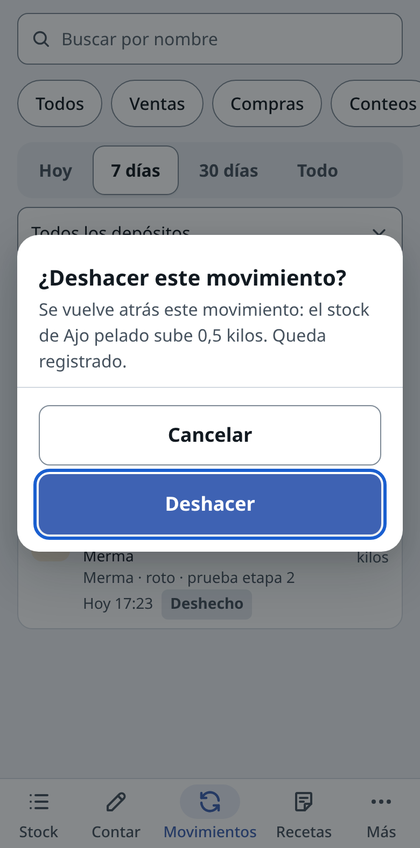 Buscar por nombre
Todos Ventas Compras Conteos
Hoy 7 días 30 días Todo
Todos los depósitos
¿Deshacer este movimiento?
Se vuelve atrás este movimiento: el stock
de Ajo pelado sube 0,5 kilos. Queda
registrado.
Cancelar
Deshacer
Merma kilos
Merma · roto · prueba etapa 2
Hoy 17:23 Deshecho
Stock Contar Movimientos Recetas Más